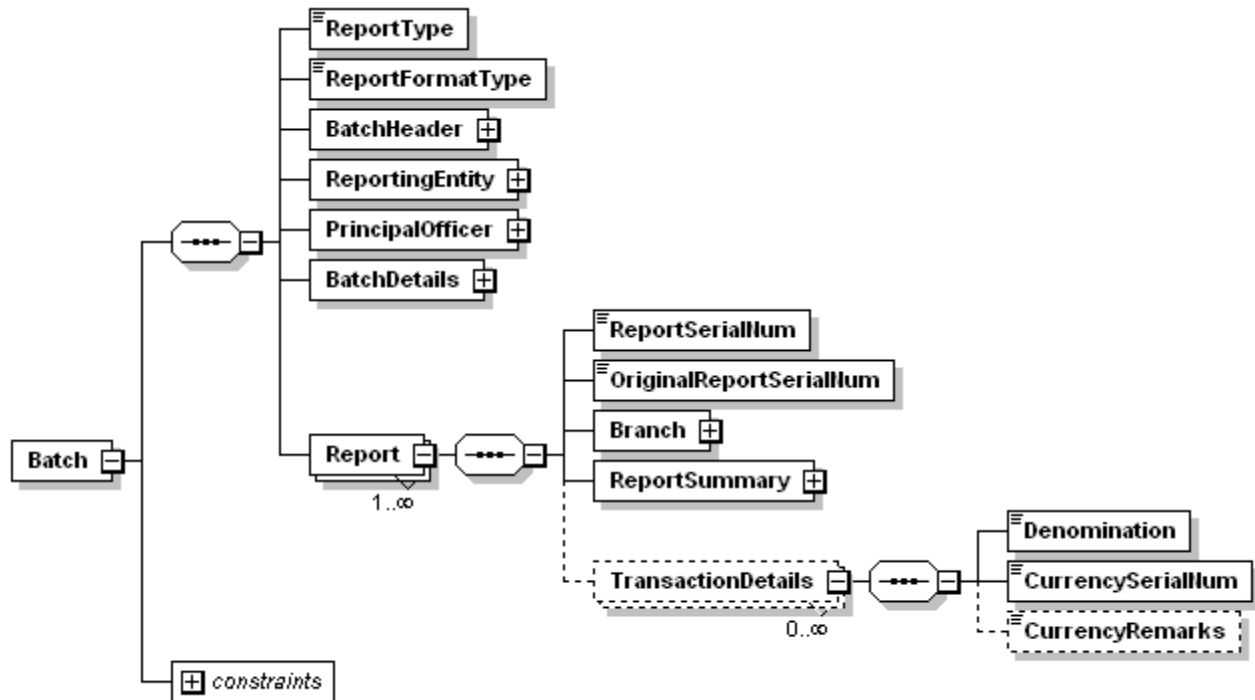 ReportType
ReportFormatType
BatchHeader
ReportingEntity
PrincipalOfficer
BatchDetails
ReportSerialNum
OriginalReportSerialNum
Branch
Batch
Report
ReportSummary
1..∞
Denomination
TransactionDetails
CurrencySerialNum
0..∞
CurrencyRemarks
constraints